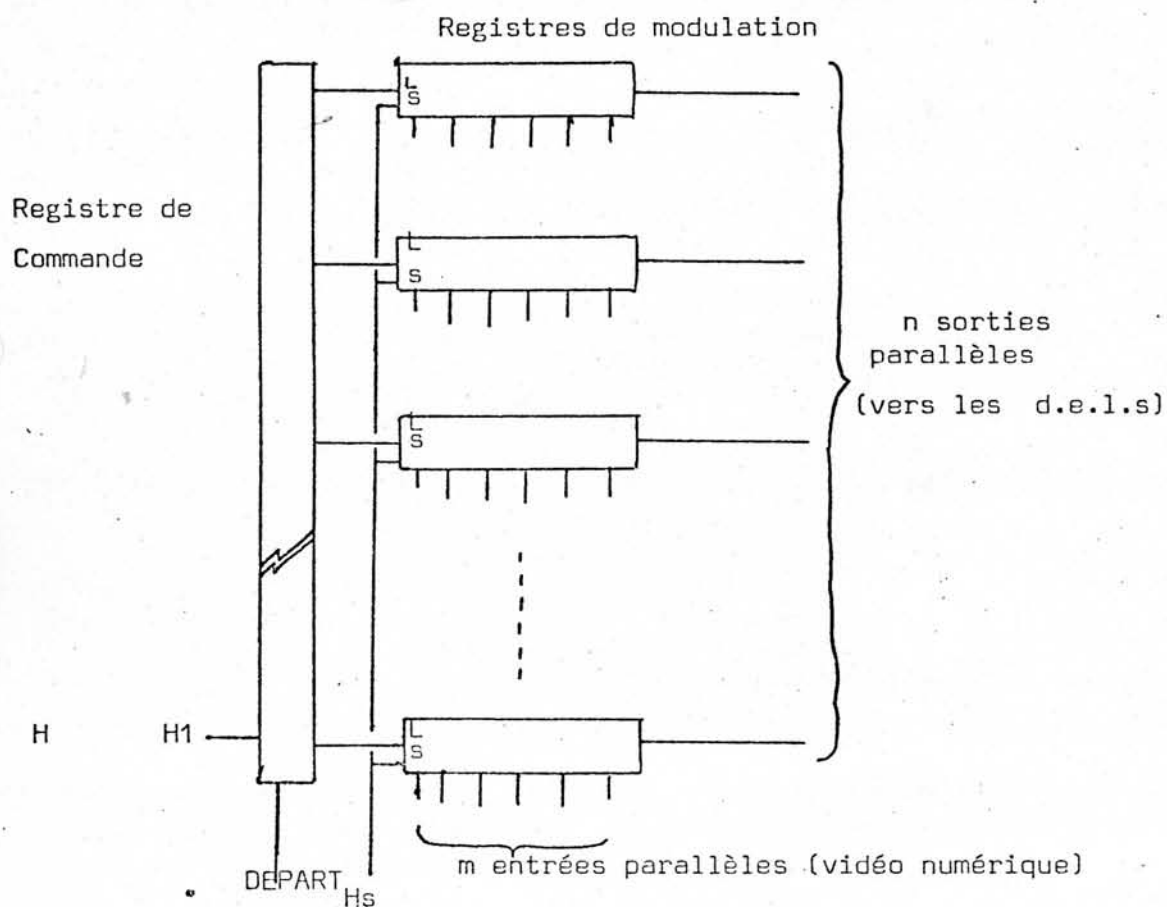 Registres de modulation
L
S
Registre de
Commande
L
S
n sorties
parallèles
(vers les d.e.l.s)
L
S
H H1
L
S
m entrées parallèles (vidéo numérique)
DEPART
Hs